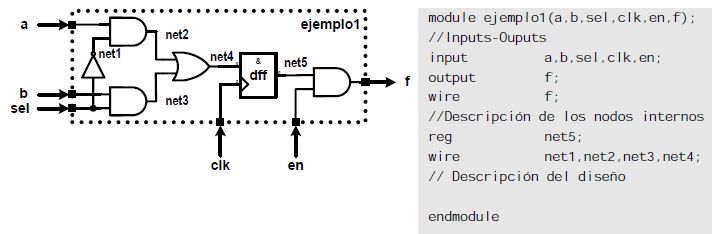 ejemplo1
a
net2
net1
net4
&
dff
net5
f
b
net3
sel
clk
en
module ejemplo1(a,b,sel,clk,en,f);
//Inputs-Ouputs
input a,b,sel,clk,en;
output f;
wire f;
//Descripción de los nodos internos
reg net5;
wire net1,net2,net3,net4;
// Descripción del diseño
endmodule